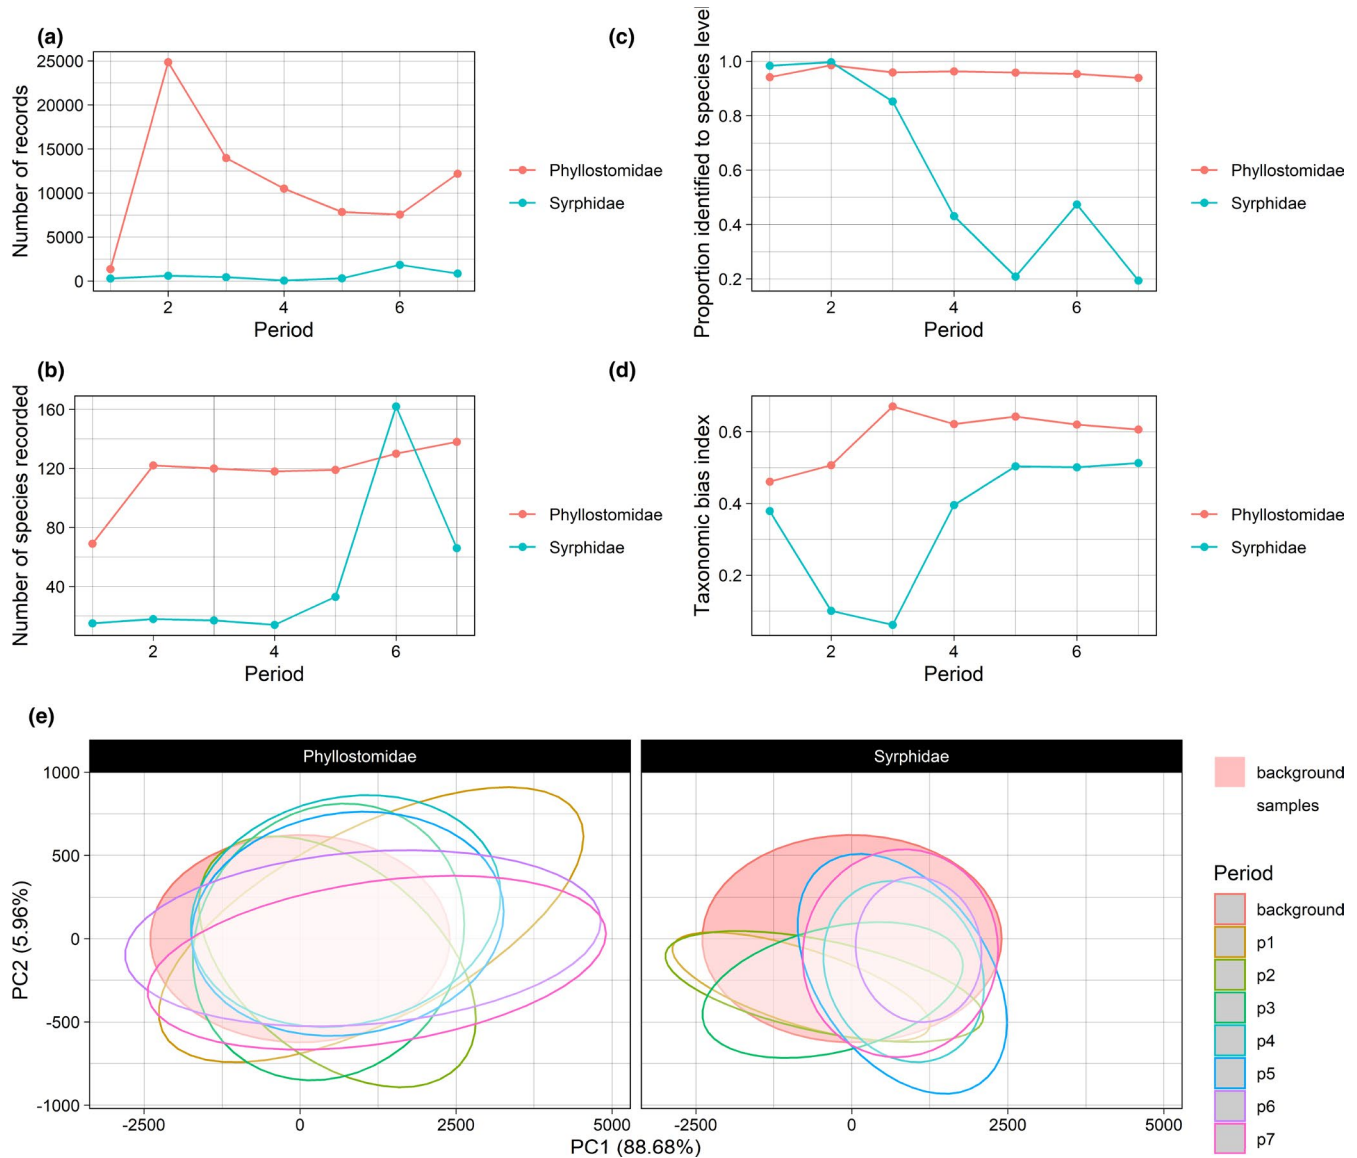 (a)
Number of records
25000
20000
15000
10000
5000
0
2
4
6
Period
Phyllostomidae
Syrphidae
(c)
Proportion identified to species level
1.0
0.8
0.6
0.4
0.2
2
4
6
Period
Phyllostomidae
Syrphidae
(b)
Number of species recorded
160
120
80
40
2
4
6
Period
Phyllostomidae
Syrphidae
(d)
Taxonomic bias index
0.6
0.4
0.2
2
4
6
Period
Phyllostomidae
Syrphidae
(e)
Phyllostomidae
Syrphidae
PC2 (5.96%)
1000
500
0
-500
-1000
-2500
0
2500
5000
-2500
0
2500
5000
PC1 (88.68%)
background
samples
Period
background
p1
p2
p3
p4
p5
p6
p7